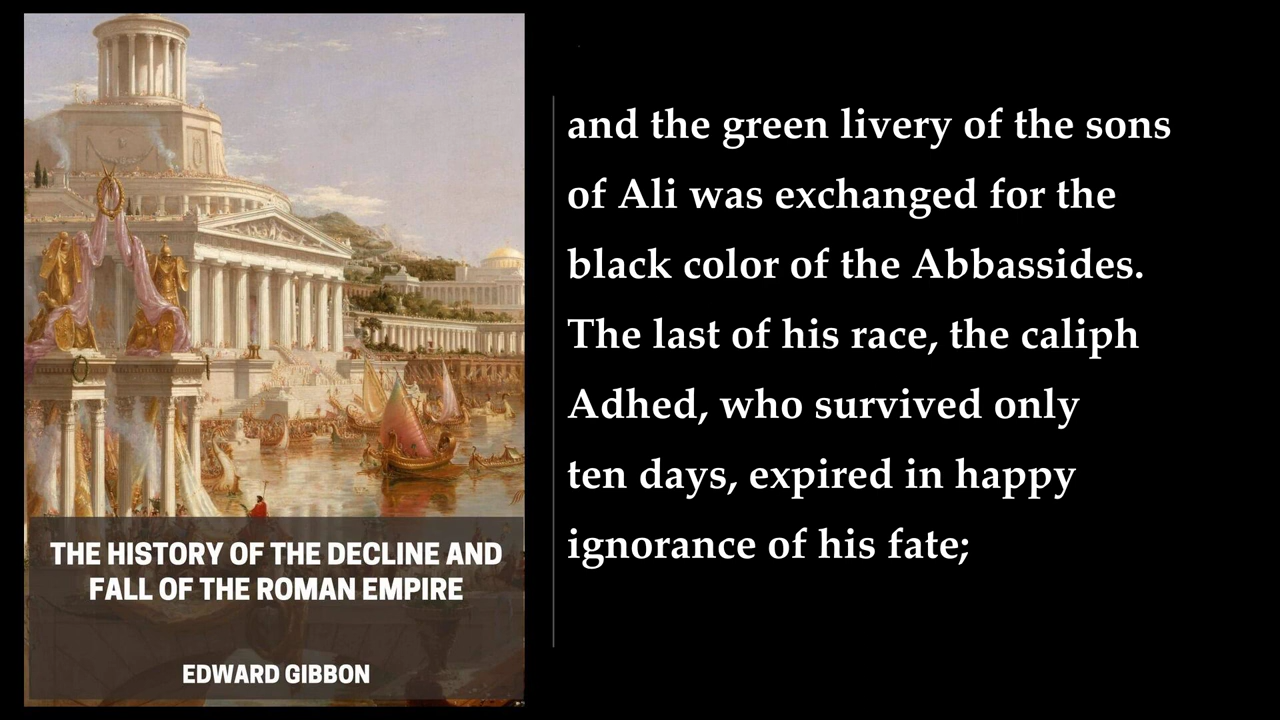 THE HISTORY OF THE DECLINE AND
FALL OF THE ROMAN EMPIRE
EDWARD GIBBON
and the green livery of the sons
of Ali was exchanged for the
black color of the Abbassides.
The last of his race, the caliph
Adhed, who survived only
ten days, expired in happy
ignorance of his fate;